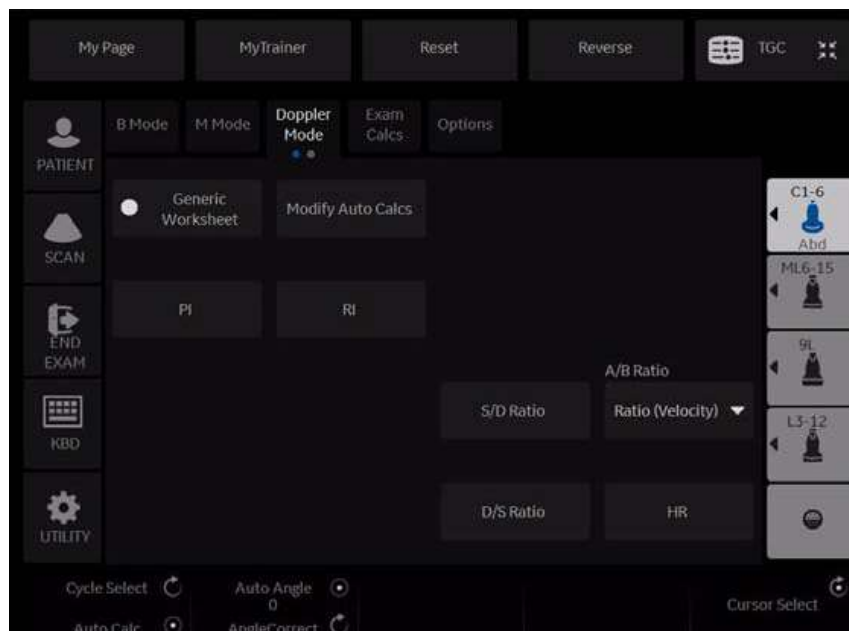 My Page
MyTrainer
Reset
Reverse
TGC
PATIENT
B Mode
M Mode
Doppler
Mode
Exam
Calcs
Options
Generic
Worksheet
Modify Auto Calcs
C1-6
Abd
SCAN
ML6-15
PI
RI
END
EXAM
9L
A/B Ratio
S/D Ratio
Ratio (Velocity)
L3-12
KBD
D/S Ratio
HR
UTILITY
Cycle Select
Auto Angle
0
Cursor Select
Auto Calc
AngleCorrect